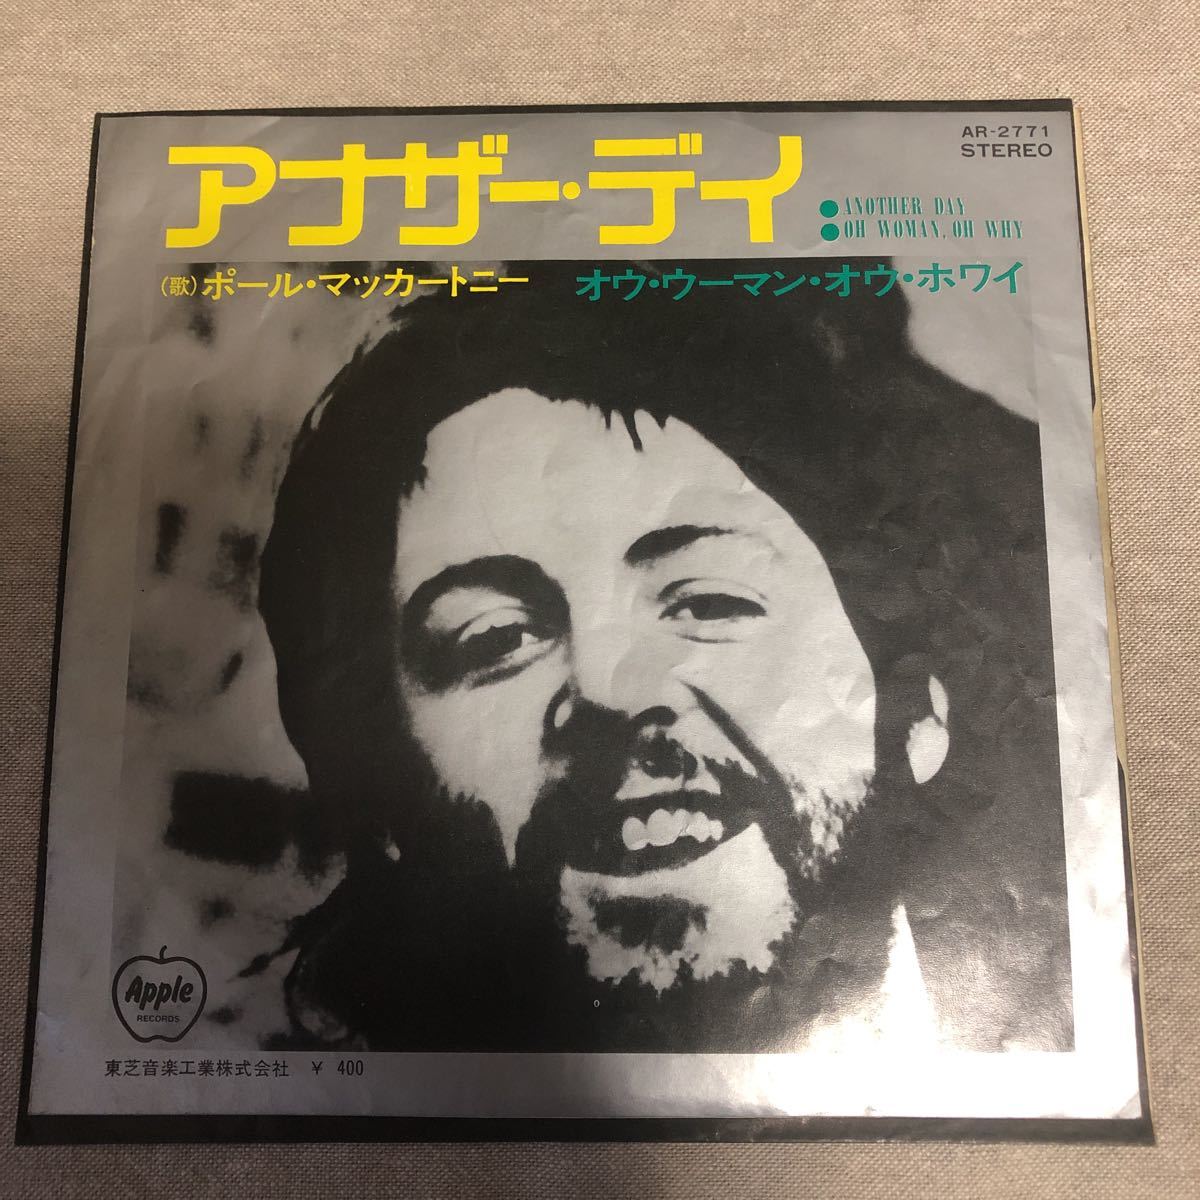 アナザー・デイ
AR-2771
STEREO
●ANOTHER DAY
●OH WOMAN, OH WHY
(歌)ポール・マッカートニー
オウ・ウーマン・オウ・ホワイ
Apple
RECORDS
東芝音楽工業株式会社 ¥ 400